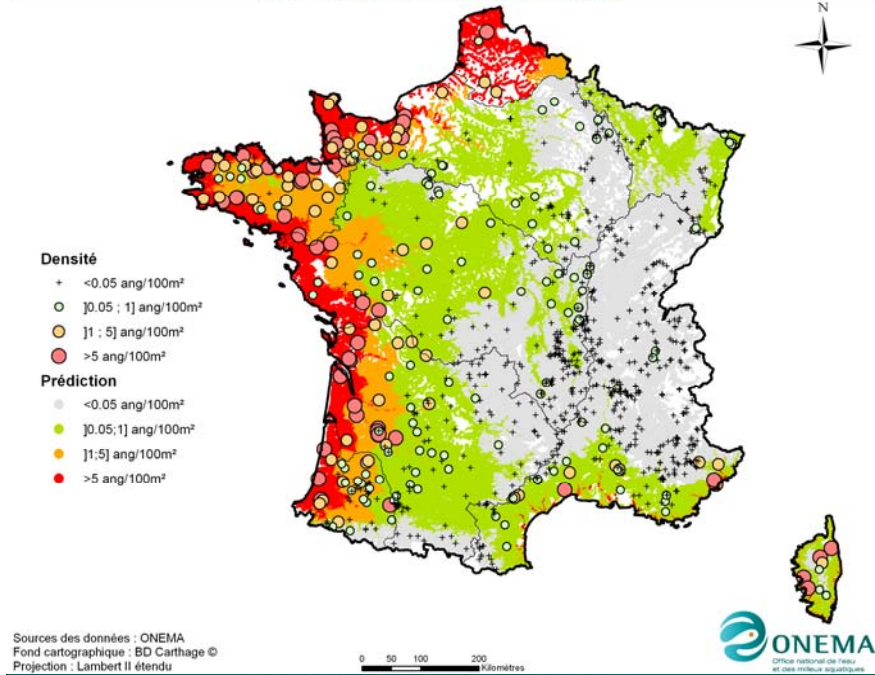 N
Densité
<0.05 ang/100m²
]0.05 ; 1] ang/100m²
]1 ; 5] ang/100m²
>5 ang/100m²
Prédiction
<0.05 ang/100m²
]0.05;1] ang/100m²
]1;5] ang/100m²
>5 ang/100m²
Sources des données : ONEMA
Fond cartographique : BD Carthage ©
Projection : Lambert II étendu
0 50 100 200
Kilomètres
ONEMA
Office national de l'eau
et des milieux aquatiques